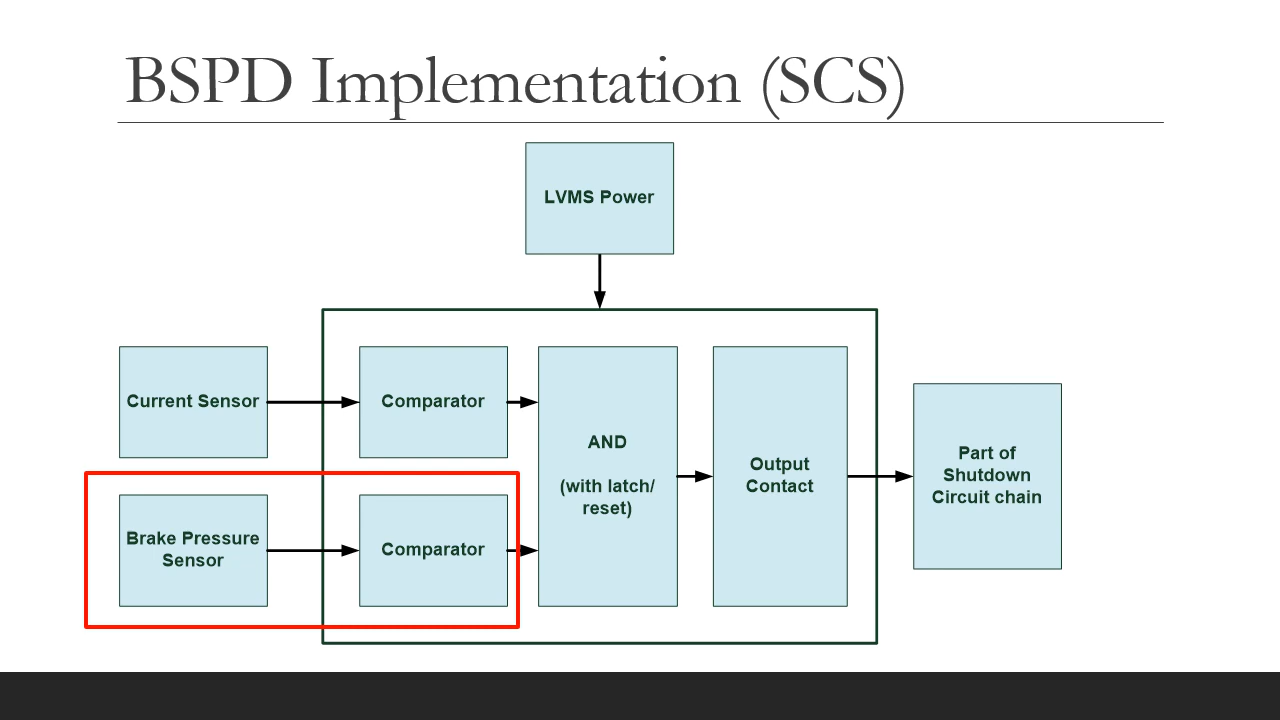 BSPD Implementation (SCS)
LVMS Power
Current Sensor
Comparator
AND
(with latch/
reset)
Output
Contact
Part of
Shutdown
Circuit chain
Brake Pressure
Sensor
Comparator